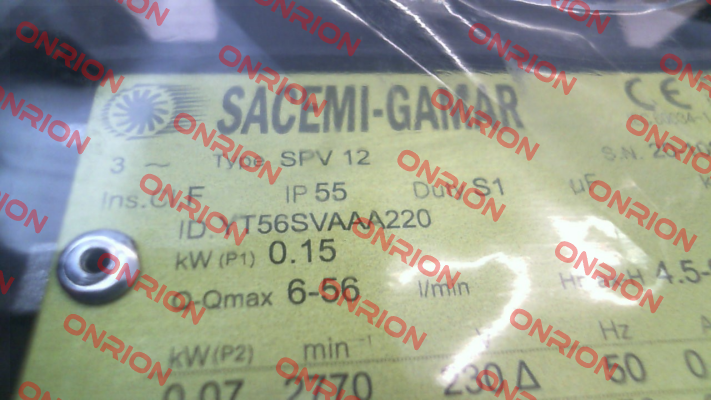 SACEMI-GAMAR CE
3 ~ Type SPV 12 S.N.
Ins.Cl. F IP 55 Duty S1 µF
ID. YT56SVAAA220
kW (P1) 0.15
Q-Qmax 6-56 l/min 4.5-
kW(P2) min⁻¹ V Hz A
0.07 2770 230 Δ 50 0
ONRION